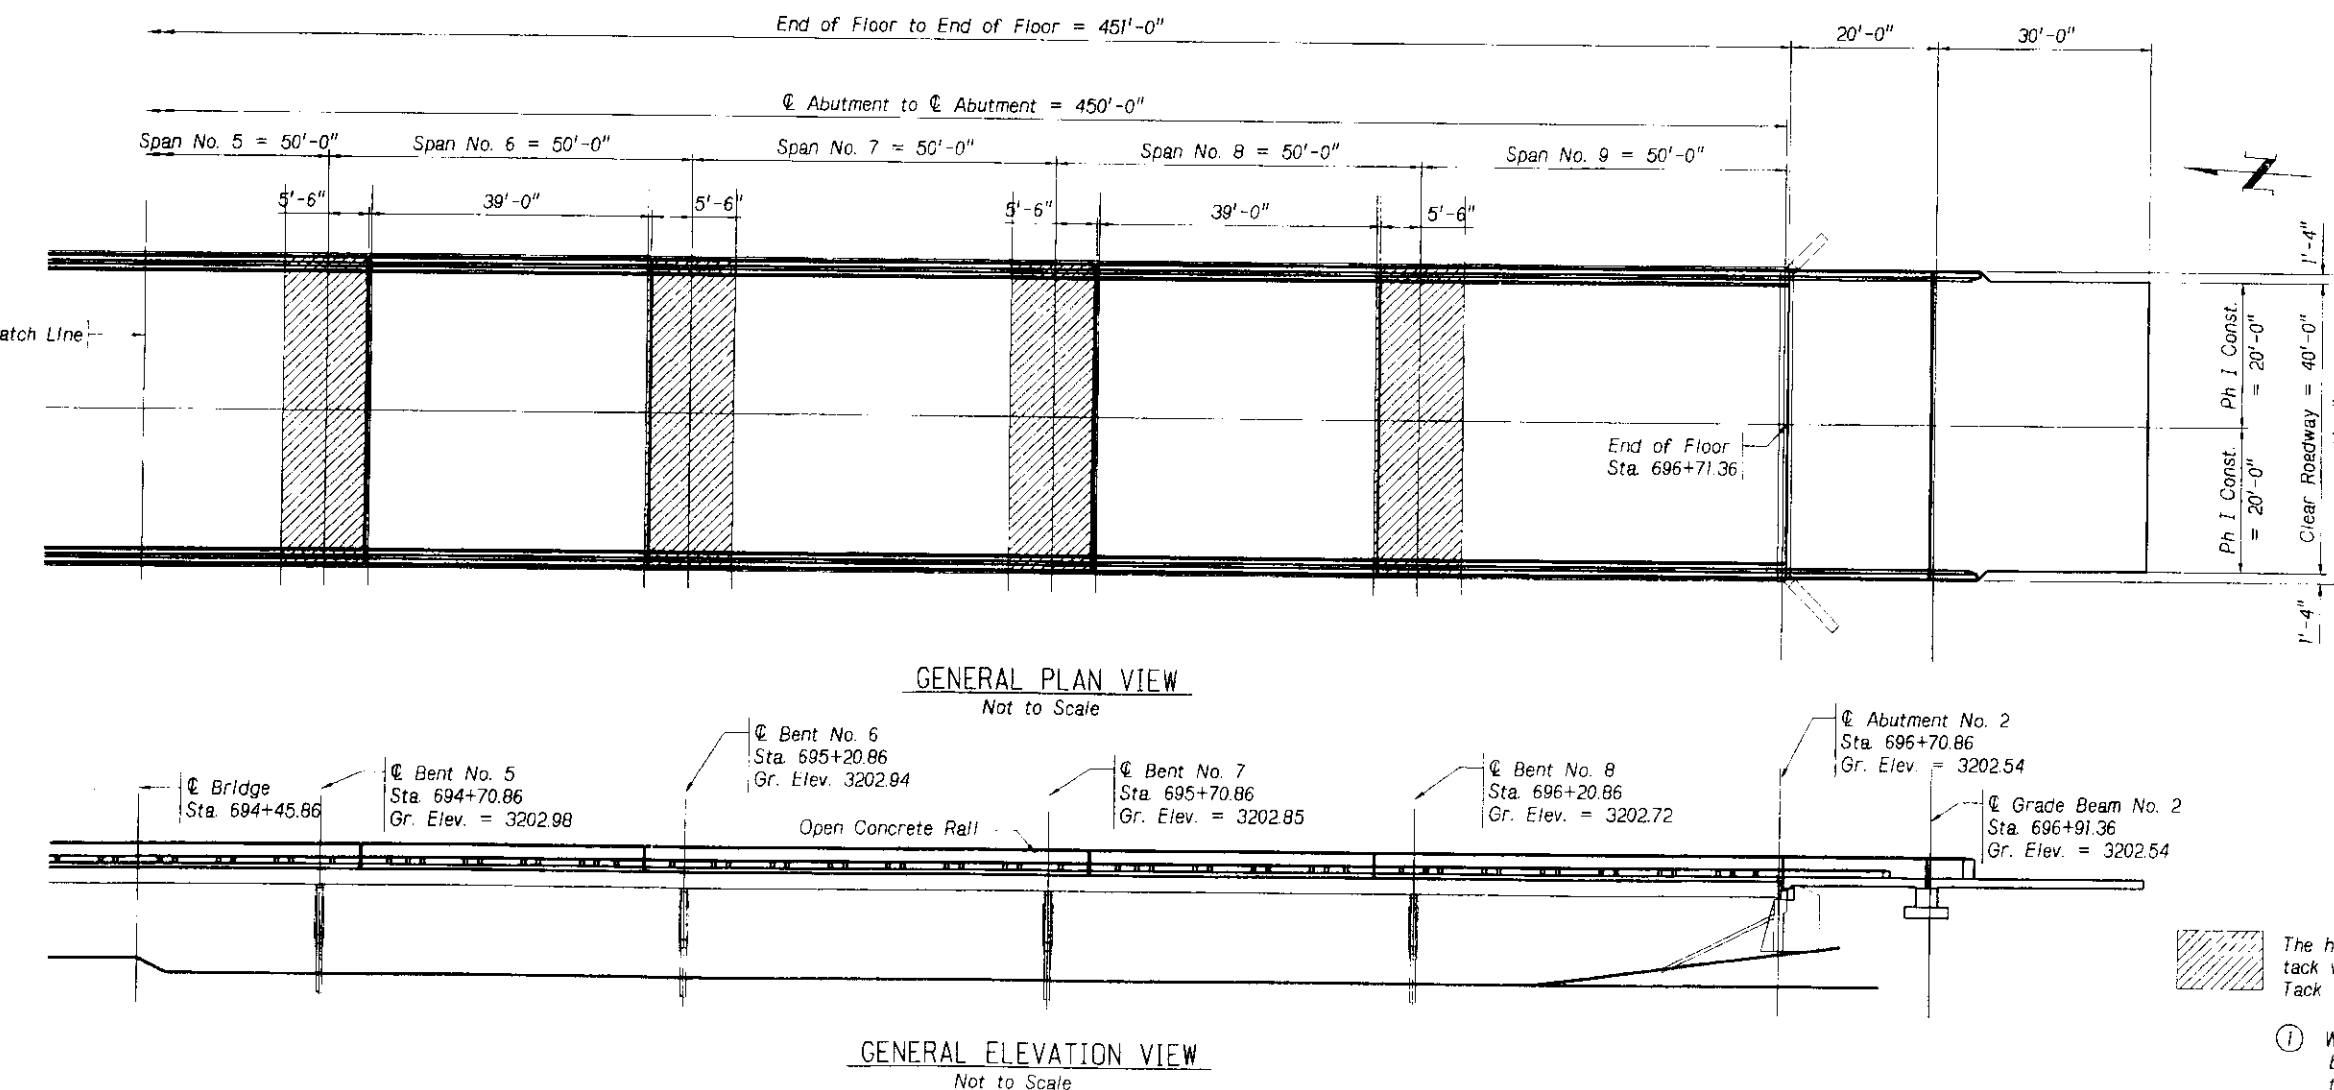 End of Floor to End of Floor = 451'-0"
20'-0"
30'-0"
℄ Abutment to ℄ Abutment = 450'-0"
Span No. 5 = 50'-0"
Span No. 6 = 50'-0"
Span No. 7 = 50'-0"
Span No. 8 = 50'-0"
Span No. 9 = 50'-0"
5'-6"
39'-0"
5'-6"
5'-6"
39'-0"
5'-6"
1'-4"
atch Line
Ph I Const.
= 20'-0"
Ph I Const.
= 20'-0"
Clear Roadway = 40'-0"
End of Floor
Sta. 696+71.36
1'-4"
GENERAL PLAN VIEW
Not to Scale
℄ Bridge
Sta. 694+45.86
℄ Bent No. 5
Sta. 694+70.86
Gr. Elev. = 3202.98
℄ Bent No. 6
Sta. 695+20.86
Gr. Elev. 3202.94
℄ Bent No. 7
Sta. 695+70.86
Gr. Elev. = 3202.85
℄ Bent No. 8
Sta. 696+20.86
Gr. Elev. = 3202.72
℄ Abutment No. 2
Sta. 696+70.86
Gr. Elev. = 3202.54
℄ Grade Beam No. 2
Sta. 696+91.36
Gr. Elev. = 3202.54
Open Concrete Rail
The h
tack
Tack
1 W
GENERAL ELEVATION VIEW
Not to Scale